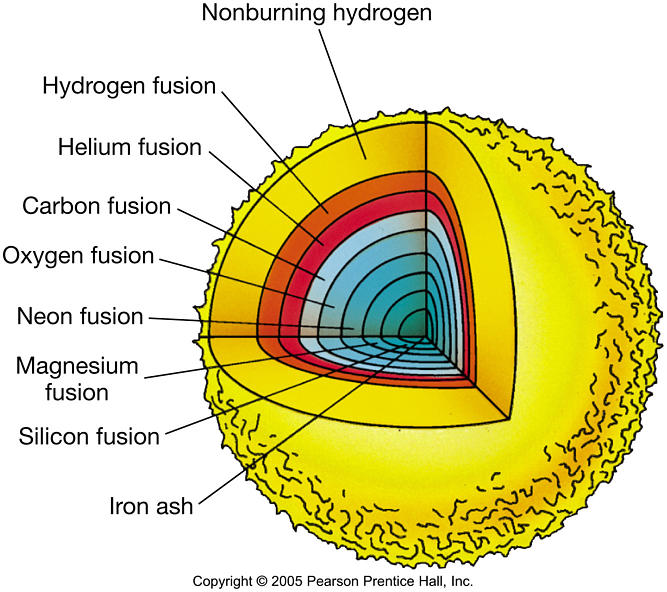 Nonburning hydrogen
Hydrogen fusion
Helium fusion
Carbon fusion
Oxygen fusion
Neon fusion
Magnesium
fusion
Silicon fusion
Iron ash
Copyright © 2005 Pearson Prentice Hall, Inc.